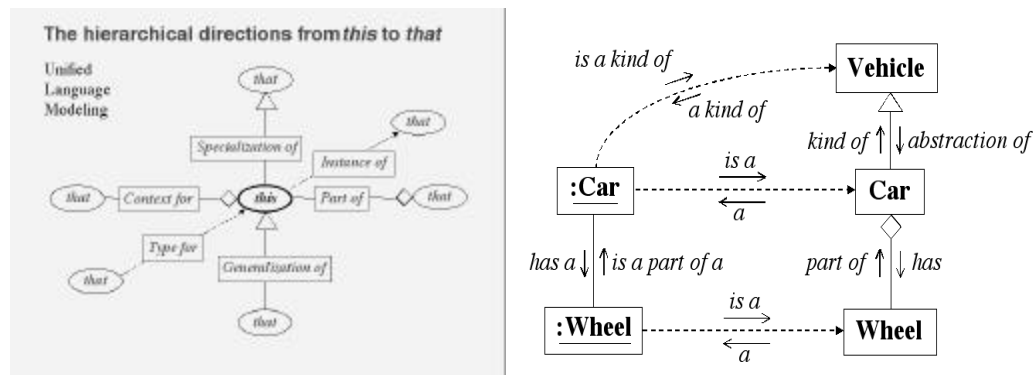 The hierarchical directions from this to that
Unified
Language
Modeling
that
that
Specialization of
Instance of
that
Context for
this
Part of
that
Type for
Generalization of
that
that
is a kind of
Vehicle
a kind of
kind of
abstraction of
:Car
is a
a
Car
has a
is a part of a
part of
has
:Wheel
is a
a
Wheel